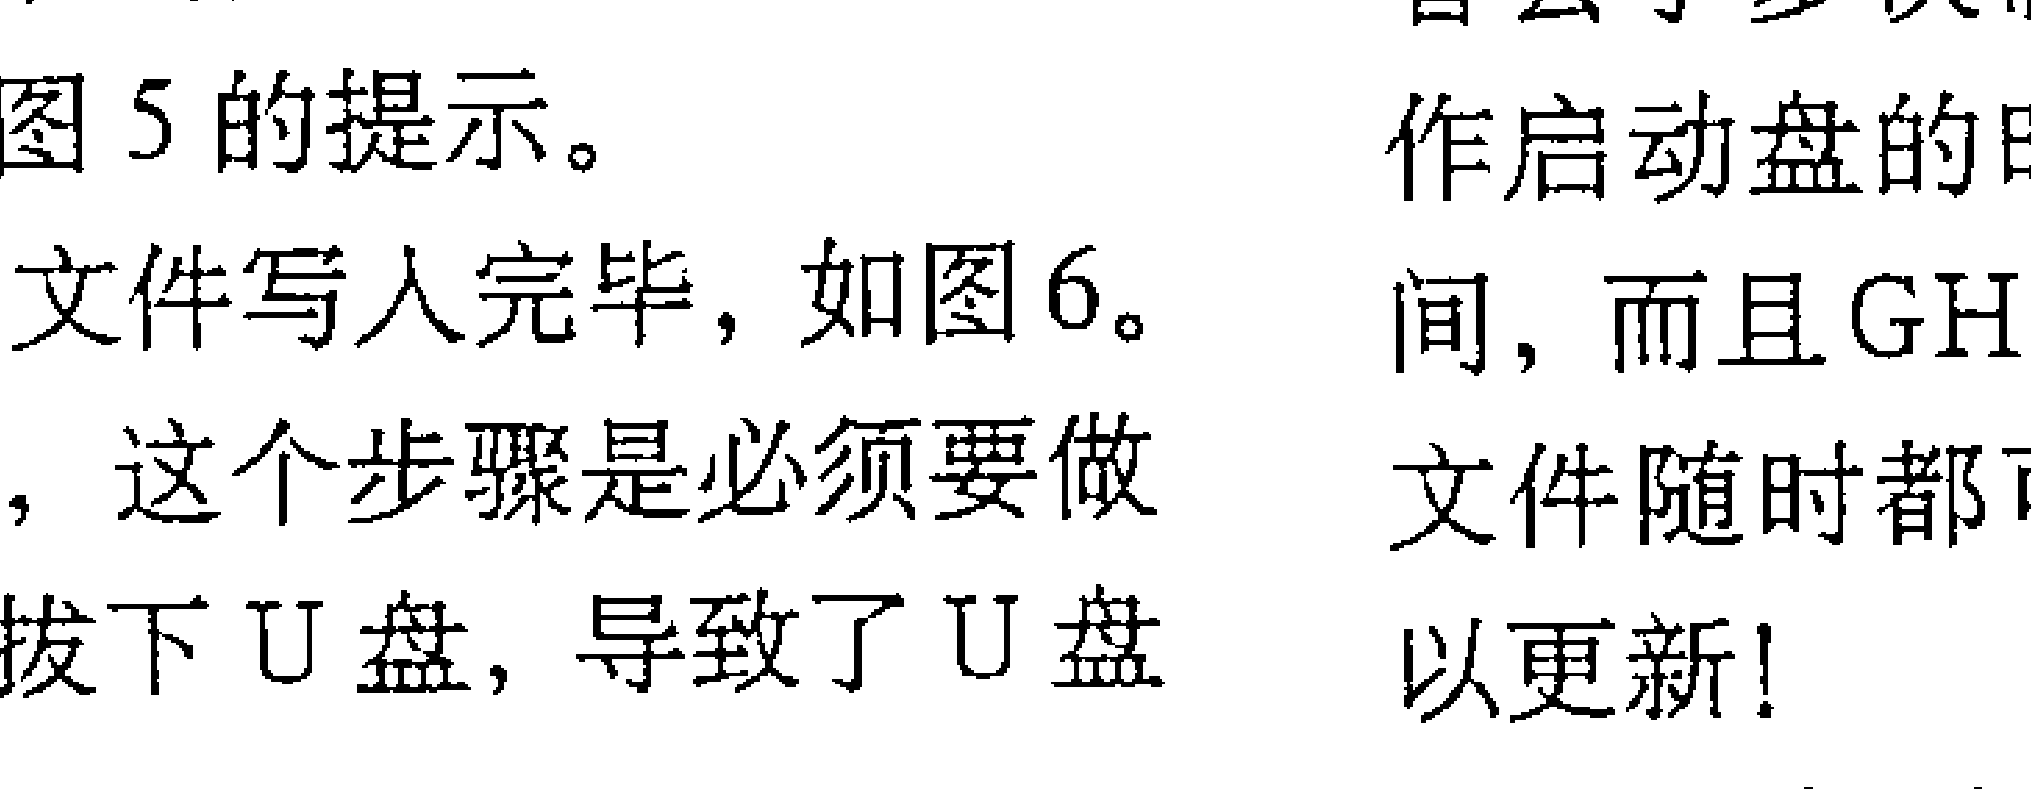 图 5 的提示。
文件写入完毕，如图 6。
，这个步骤是必须要做
拔下 U 盘，导致了 U 盘
作启动盘的
间，而且 GH
文件随时都
以更新！